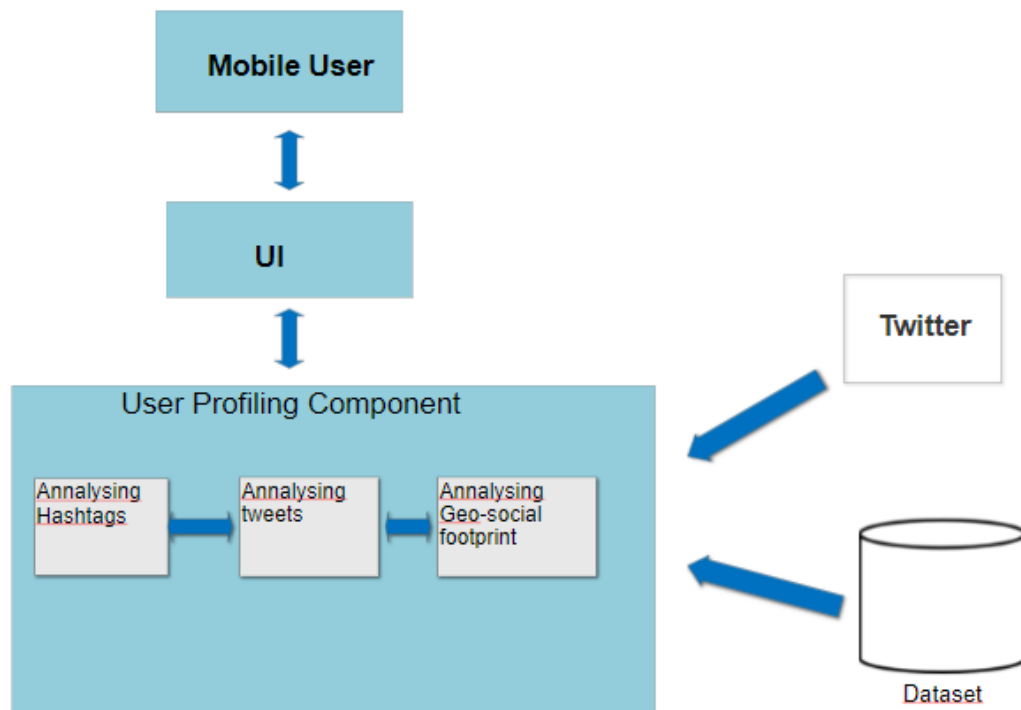 Mobile User
UI
Twitter
User Profiling Component
Annalysing
Hashtags
Annalysing
tweets
Annalysing
Geo-social
footprint
Dataset